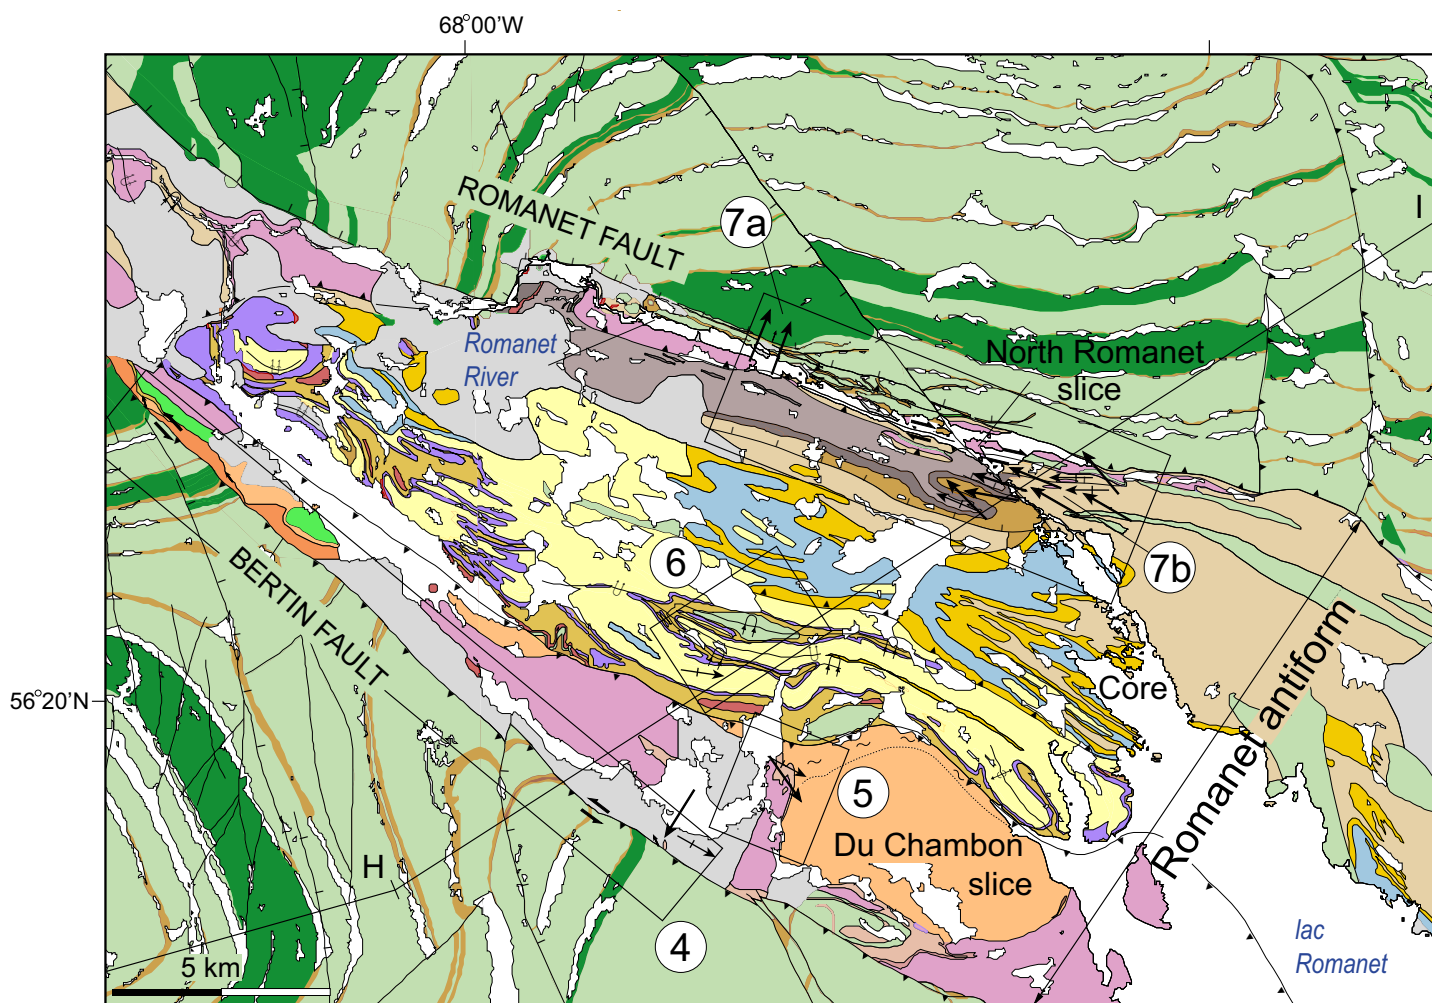 68°00'W
ROMANET FAULT
7a
I
North Romanet
slice
Romanet
River
6
7b
BERTIN FAULT
56°20'N
Core
Romanet antiform
5
Du Chambon
slice
H
4
5 km
lac
Romanet